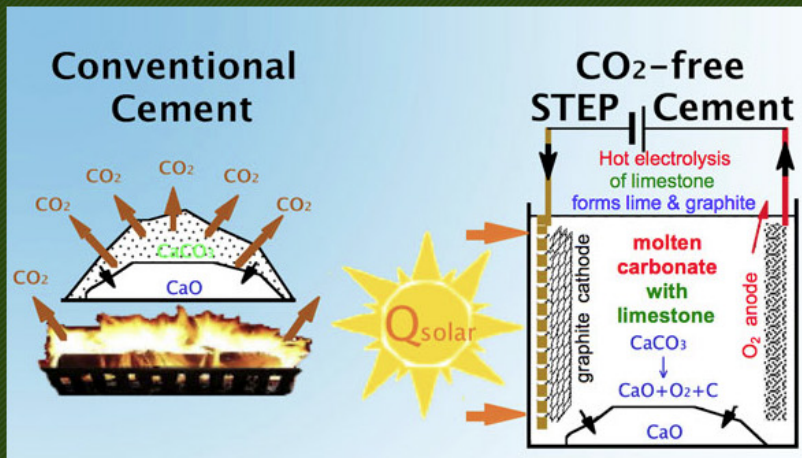 Conventional
Cement
CO2
CO2
CO2
CO2
CO2
CO2
CO2
CaCO3
CaO
Qsolar
CO2-free
STEP Cement
Hot electrolysis
of limestone
forms lime & graphite
graphite cathode
molten
carbonate
with
limestone
CaCO3
CaO+O2+C
CaO
O2 anode